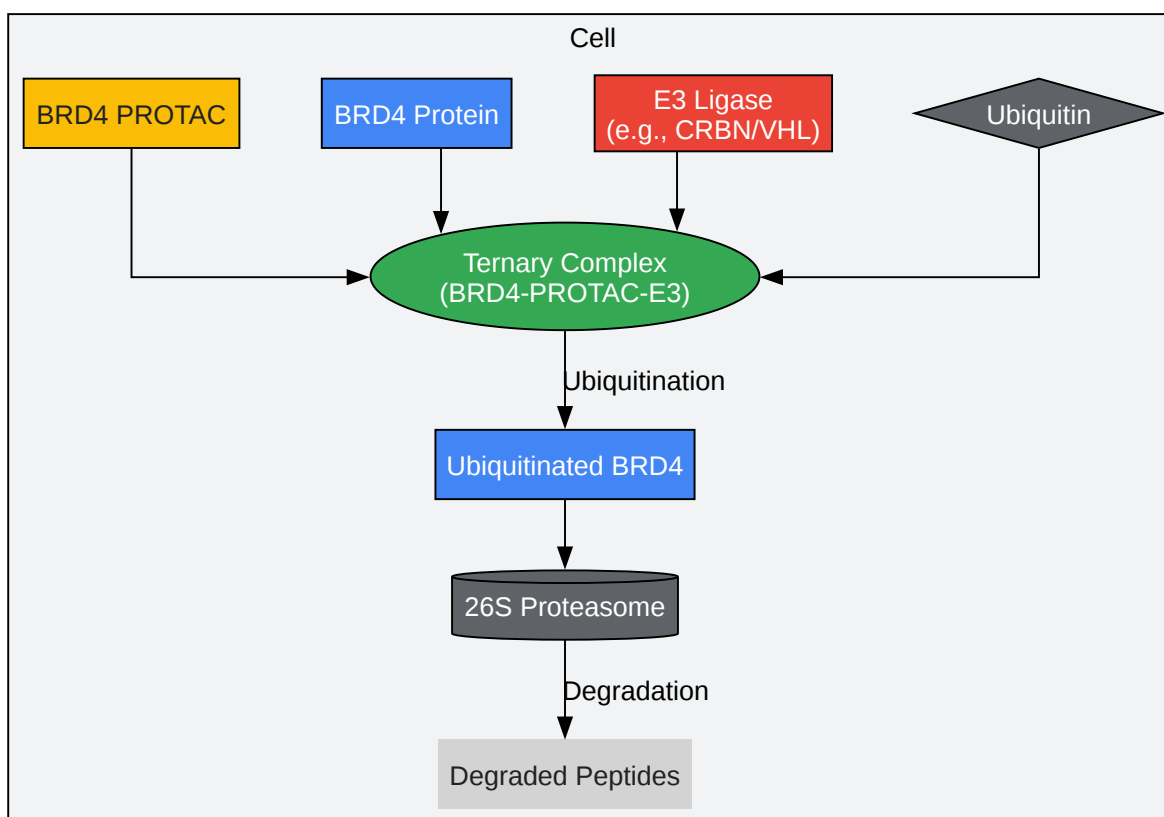 Cell
BRD4 PROTAC
BRD4 Protein
E3 Ligase
(e.g., CRBN/VHL)
Ubiquitin
Ternary Complex
(BRD4-PROTAC-E3)
Ubiquitination
Ubiquitinated BRD4
26S Proteasome
Degradation
Degraded Peptides